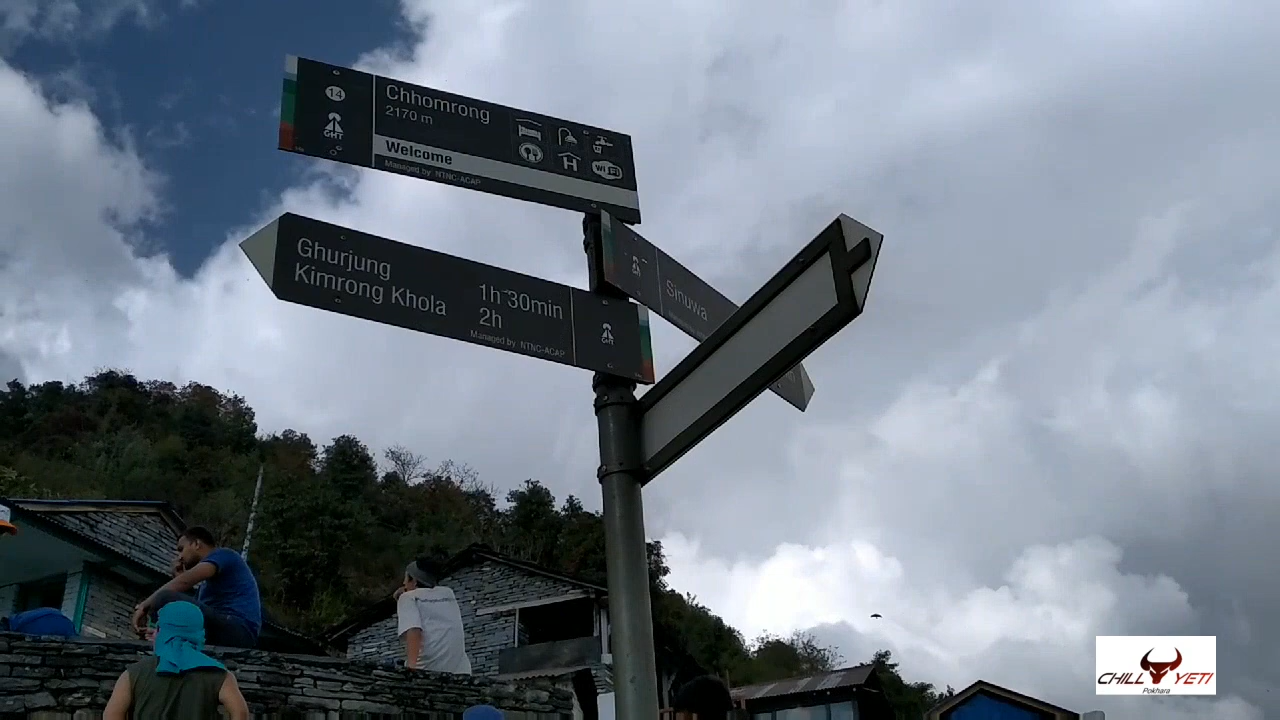 14
Chhomrong
2170 m
GHT
Welcome
Managed by NTNC-ACAP
WiFi
Ghurjung 1h 30min
Kimrong Khola 2h
Managed by NTNC-ACAP
GHT
Sinuwa
CHILL YETI
Pokhara